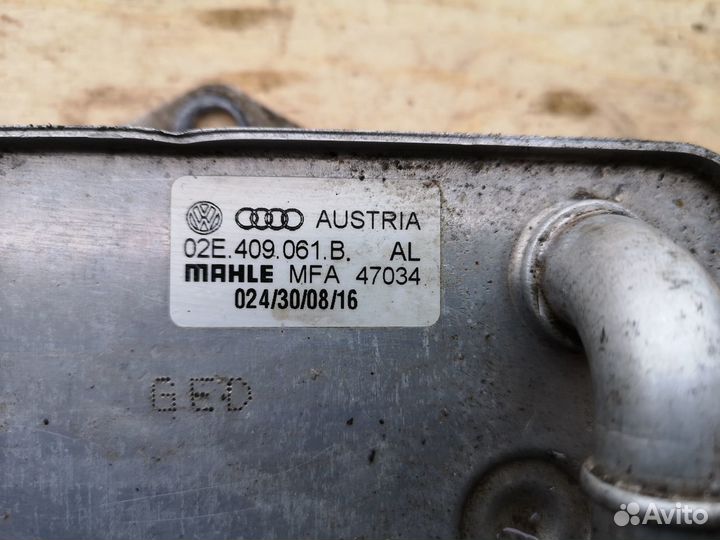 AUSTRIA
02E.409.061.B. AL
MAHLE MFA 47034
024/30/08/16
GED
Avito